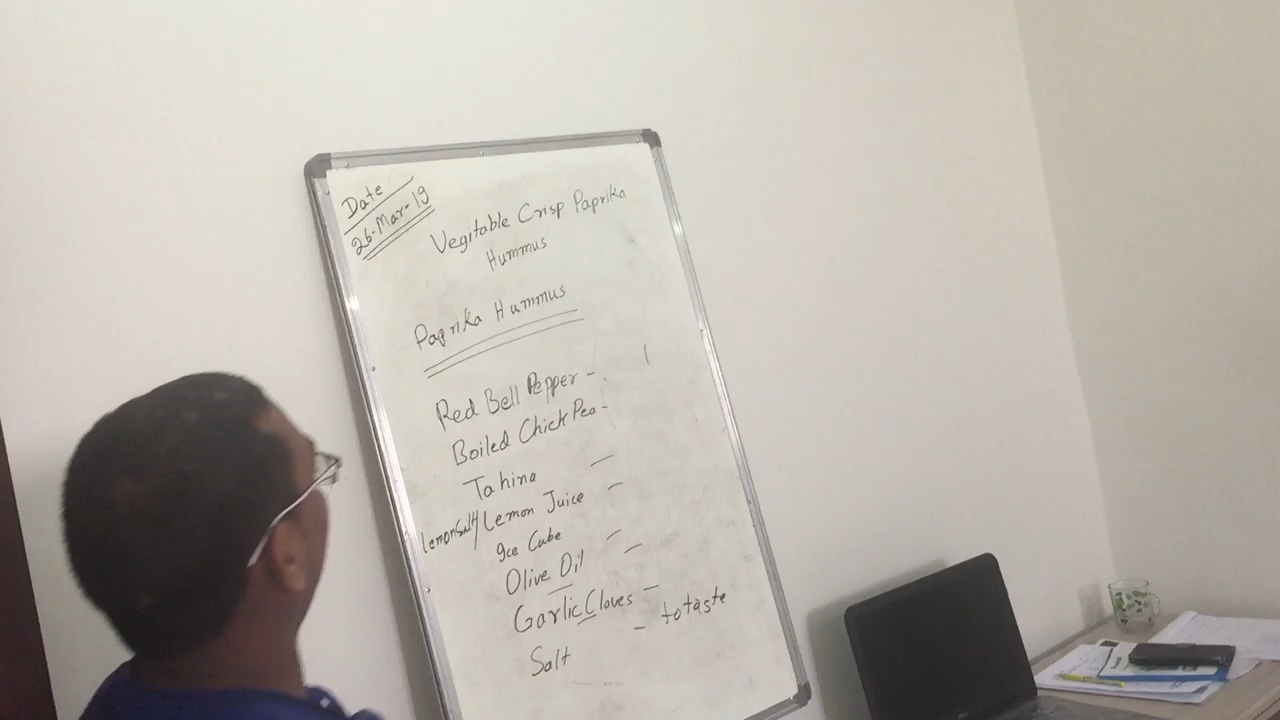 Date
26-Mar-19
Vegitable Crisp Paprika
Hummus
Paprika Hummus
Red Bell Pepper -
Boiled Chick Pea -
Tahina -
Lemon Salt/Lemon Juice -
Ice Cube -
Olive Oil -
Garlic Cloves -
Salt - to taste